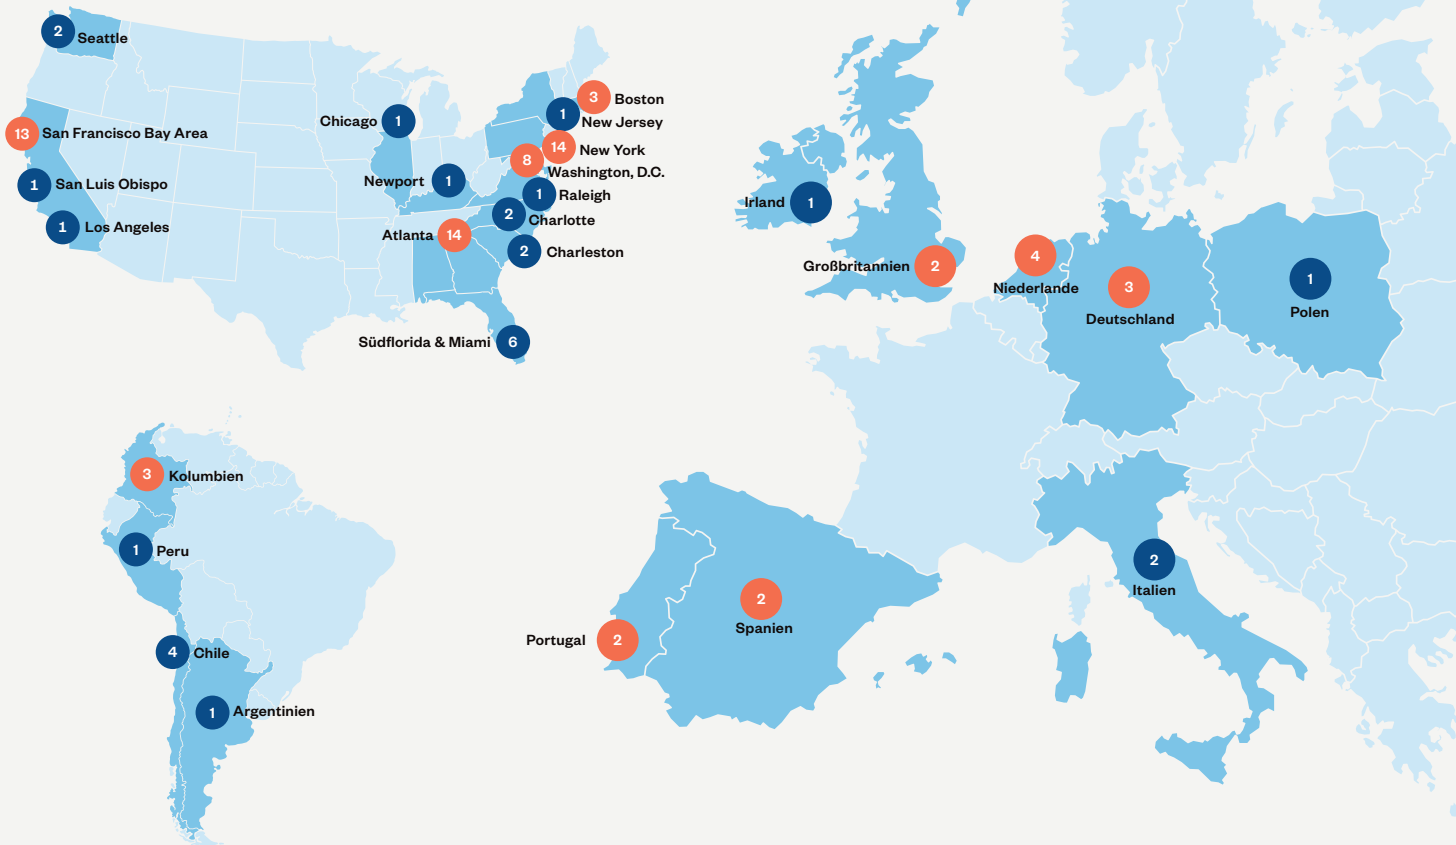 2 Seattle
13 San Francisco Bay Area
1 San Luis Obispo
1 Los Angeles
Chicago 1
Newport 1
Atlanta 14
3 Boston
1 New Jersey
14 New York
8 Washington, D.C.
1 Raleigh
2 Charlotte
2 Charleston
Südflorida & Miami 6
3 Kolumbien
1 Peru
4 Chile
1 Argentinien
Irland 1
Großbritannien 2
4
Niederlande
3
Deutschland
1
Polen
2
Italien
2
Spanien
Portugal 2